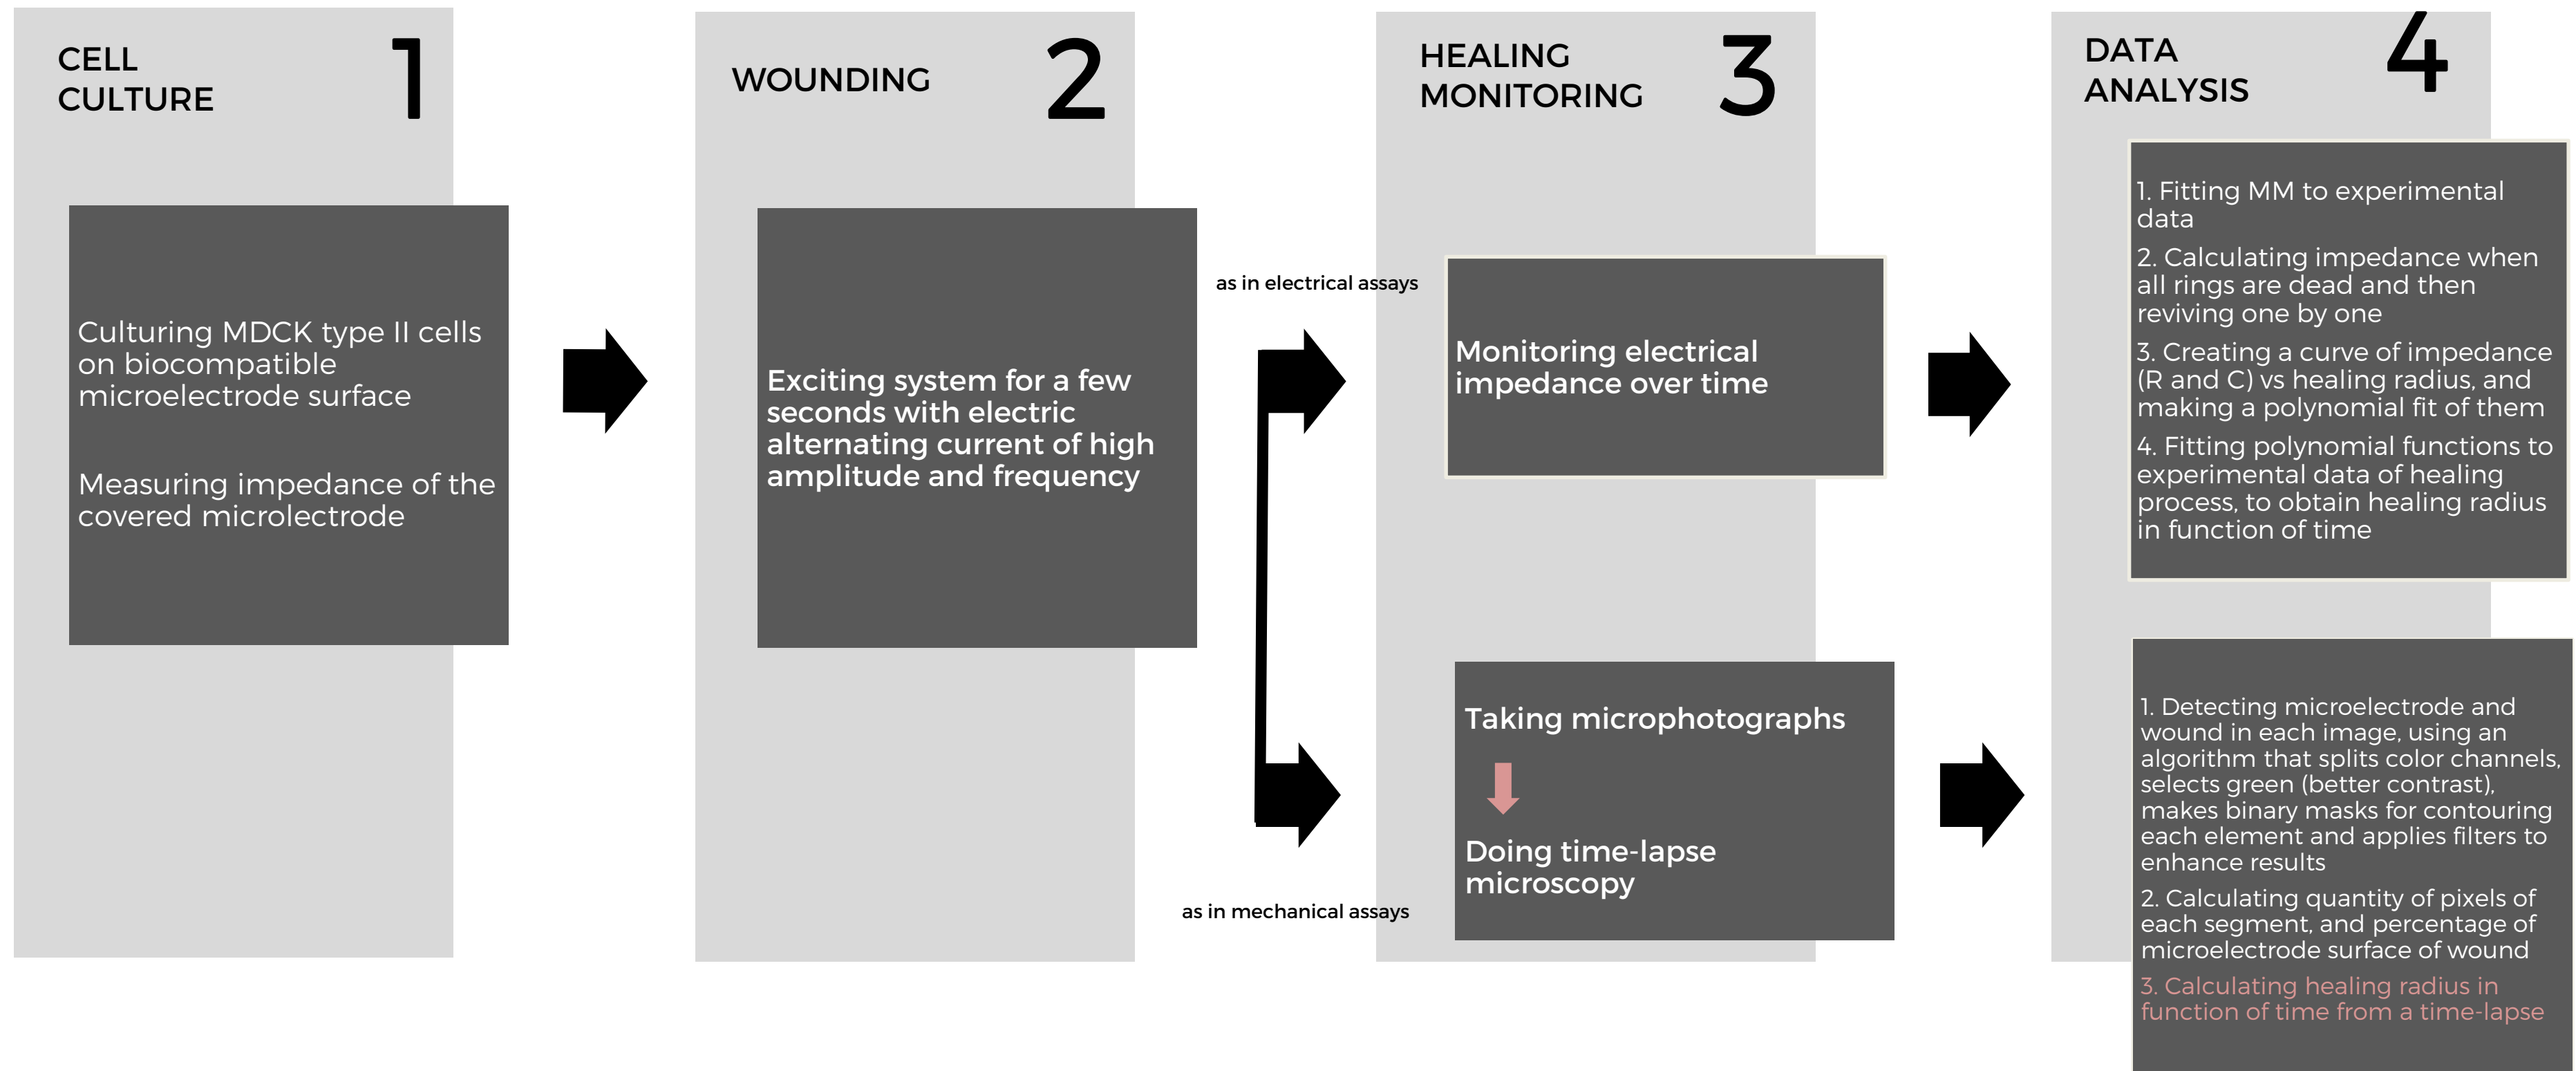 CELL
CULTURE
1
Culturing MDCK type II cells
on biocompatible
microelectrode surface
Measuring impedance of the
covered microlectrode
WOUNDING
2
Exciting system for a few
seconds with electric
alternating current of high
amplitude and frequency
as in electrical assays
as in mechanical assays
HEALING
MONITORING
3
Monitoring electrical
impedance over time
Taking microphotographs
Doing time-lapse
microscopy
DATA
ANALYSIS
4
1. Fitting MM to experimental
data
2. Calculating impedance when
all rings are dead and then
reviving one by one
3. Creating a curve of impedance
(R and C) vs healing radius, and
making a polynomial fit of them
4. Fitting polynomial functions to
experimental data of healing
process, to obtain healing radius
in function of time
1. Detecting microelectrode and
wound in each image, using an
algorithm that splits color channels,
selects green (better contrast),
makes binary masks for contouring
each element and applies filters to
enhance results
2. Calculating quantity of pixels of
each segment, and percentage of
microelectrode surface of wound
3. Calculating healing radius in
function of time from a time-lapse